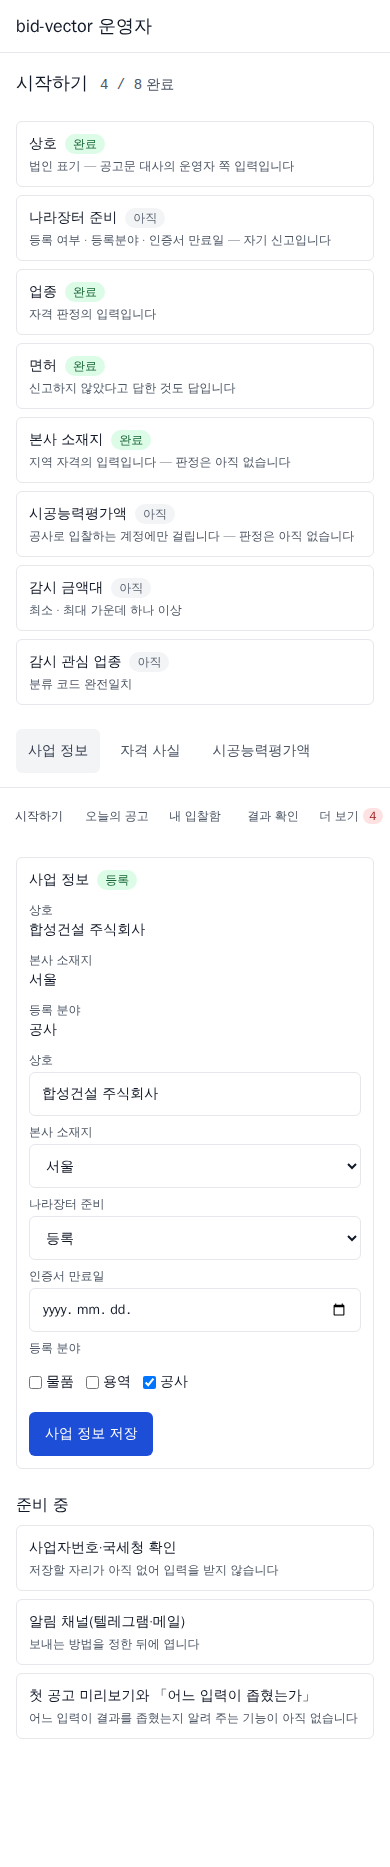 bid-vector 운영자
시작하기 4 / 8 완료
상호 완료
법인 표기 — 공고문 대사의 운영자 쪽 입력입니다
나라장터 준비 아직
등록 여부 · 등록분야 · 인증서 만료일 — 자기 신고입니다
업종 완료
자격 판정의 입력입니다
면허 완료
신고하지 않았다고 답한 것도 답입니다
본사 소재지 완료
지역 자격의 입력입니다 — 판정은 아직 없습니다
시공능력평가액 아직
공사로 입찰하는 계정에만 걸립니다 — 판정은 아직 없습니다
감시 금액대 아직
최소 · 최대 가운데 하나 이상
감시 관심 업종 아직
분류 코드 완전일치
사업 정보 자격 사실 시공능력평가액
시작하기 오늘의 공고 내 입찰함 결과 확인 더 보기 4
사업 정보 등록
상호
합성건설 주식회사
본사 소재지
서울
등록 분야
공사
상호
합성건설 주식회사
본사 소재지
서울
나라장터 준비
등록
인증서 만료일
yyyy. mm. dd.
등록 분야
물품 용역 공사
사업 정보 저장
준비 중
사업자번호·국세청 확인
저장할 자리가 아직 없어 입력을 받지 않습니다
알림 채널(텔레그램·메일)
보내는 방법을 정한 뒤에 엽니다
첫 공고 미리보기와 「어느 입력이 좁혔는가」
어느 입력이 결과를 좁혔는지 알려 주는 기능이 아직 없습니다